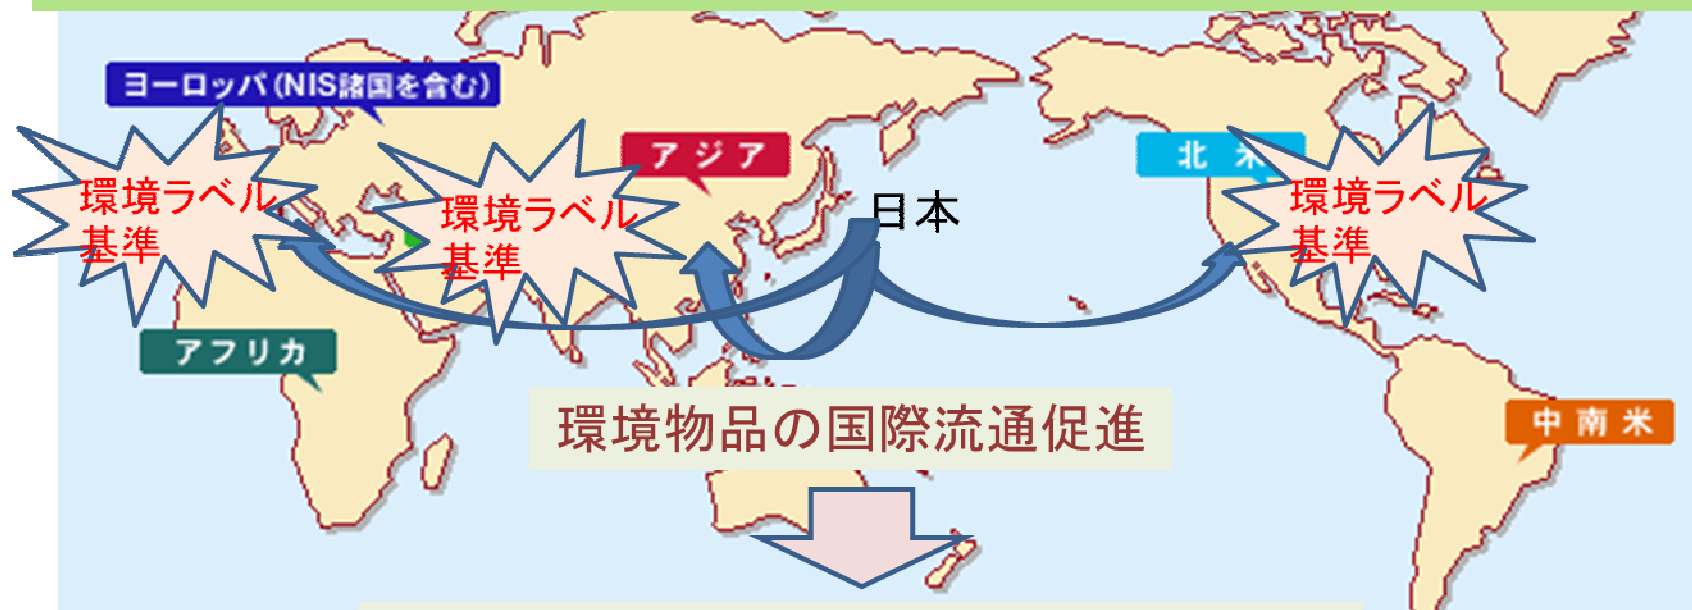 ヨーロッパ(NIS諸国を含む)
アジア
北米
環境ラベル
基準
環境ラベル
基準
日本
環境ラベル
基準
アフリカ
環境物品の国際流通促進
中南米